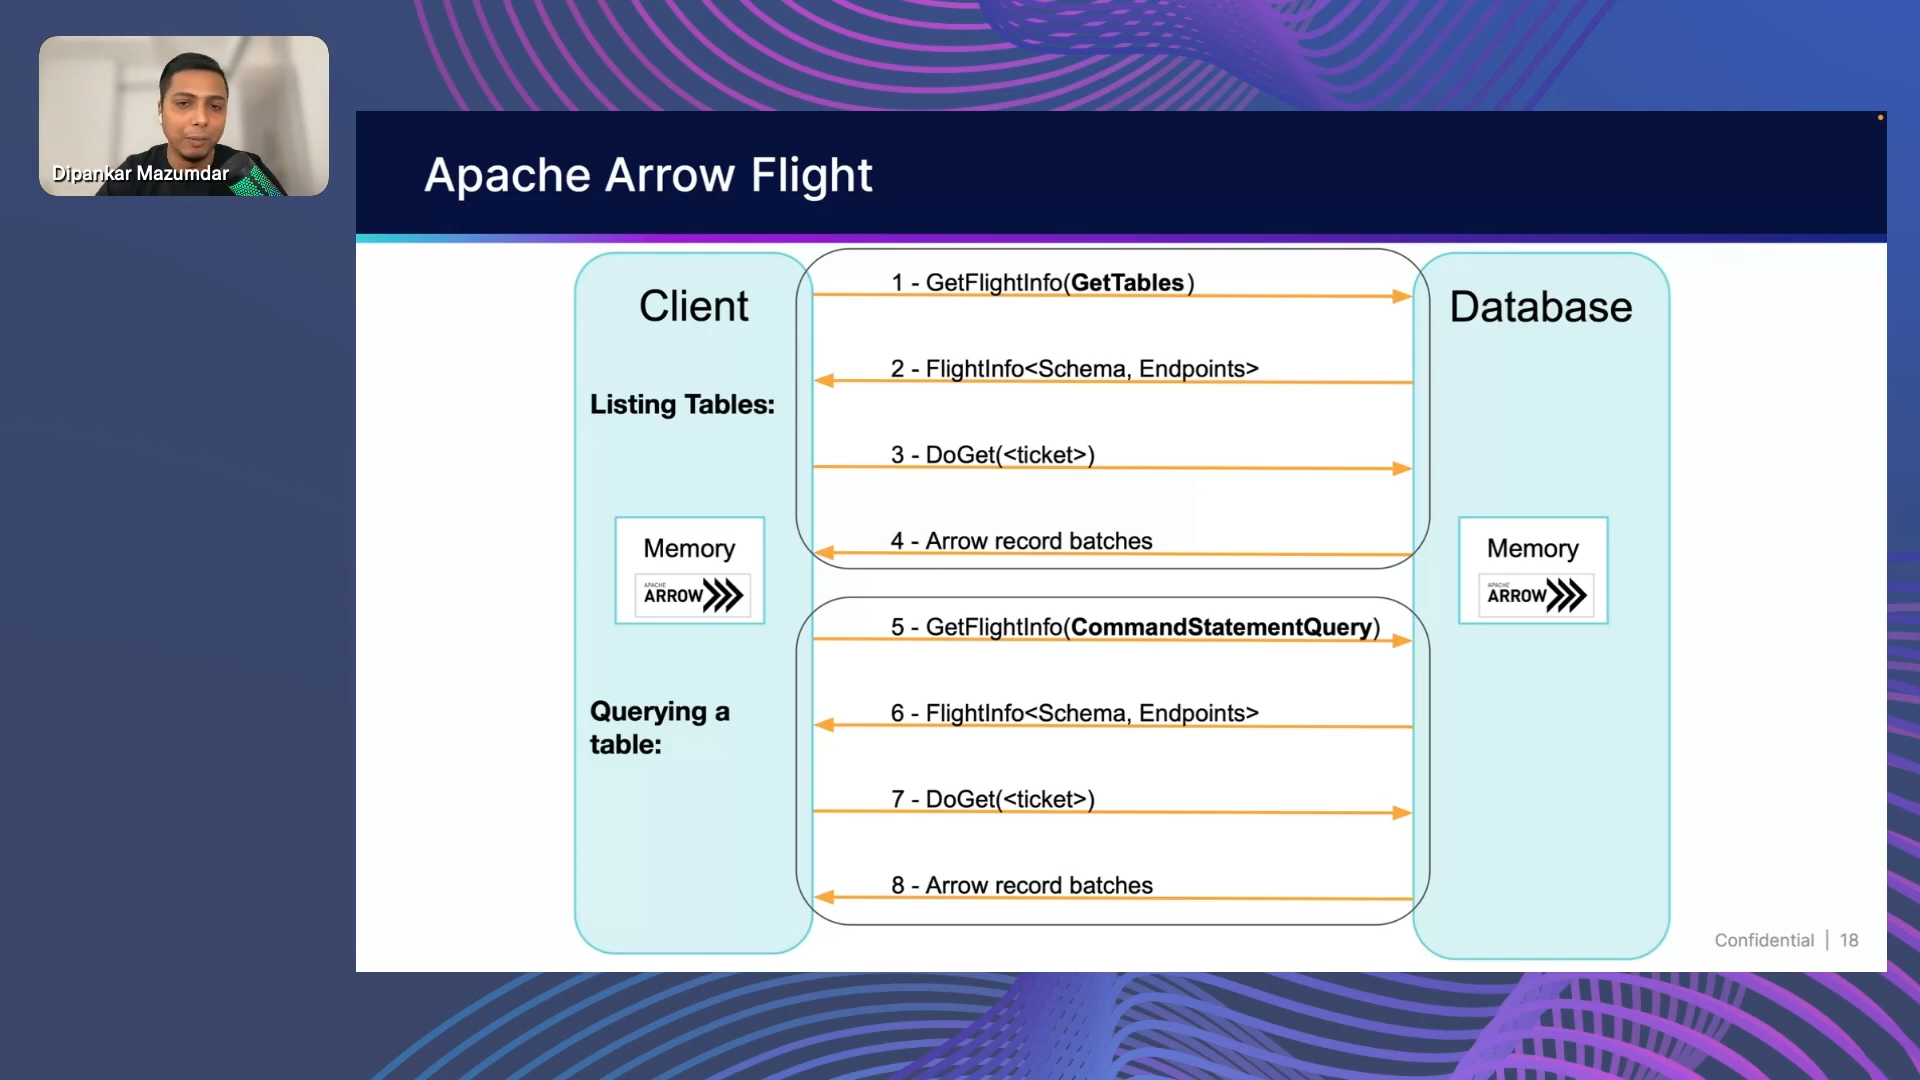 Dipankar Mazumdar
Apache Arrow Flight
Client
Database
1 - GetFlightInfo(GetTables)
2 - FlightInfo<Schema, Endpoints>
Listing Tables:
3 - DoGet(<ticket>)
4 - Arrow record batches
Memory
APACHE
ARROW
Memory
APACHE
ARROW
5 - GetFlightInfo(CommandStatementQuery)
6 - FlightInfo<Schema, Endpoints>
Querying a
table:
7 - DoGet(<ticket>)
8 - Arrow record batches
Confidential | 18